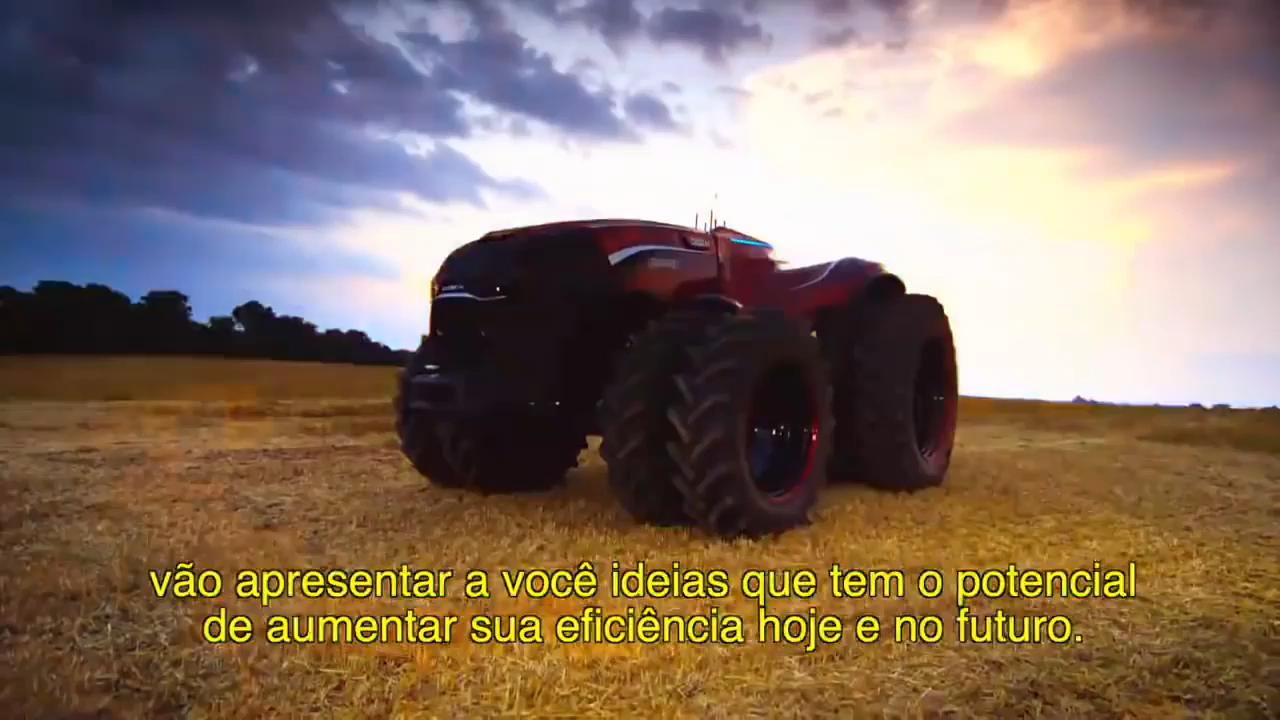 vão apresentar a você ideias que tem o potencial
de aumentar sua eficiência hoje e no futuro.